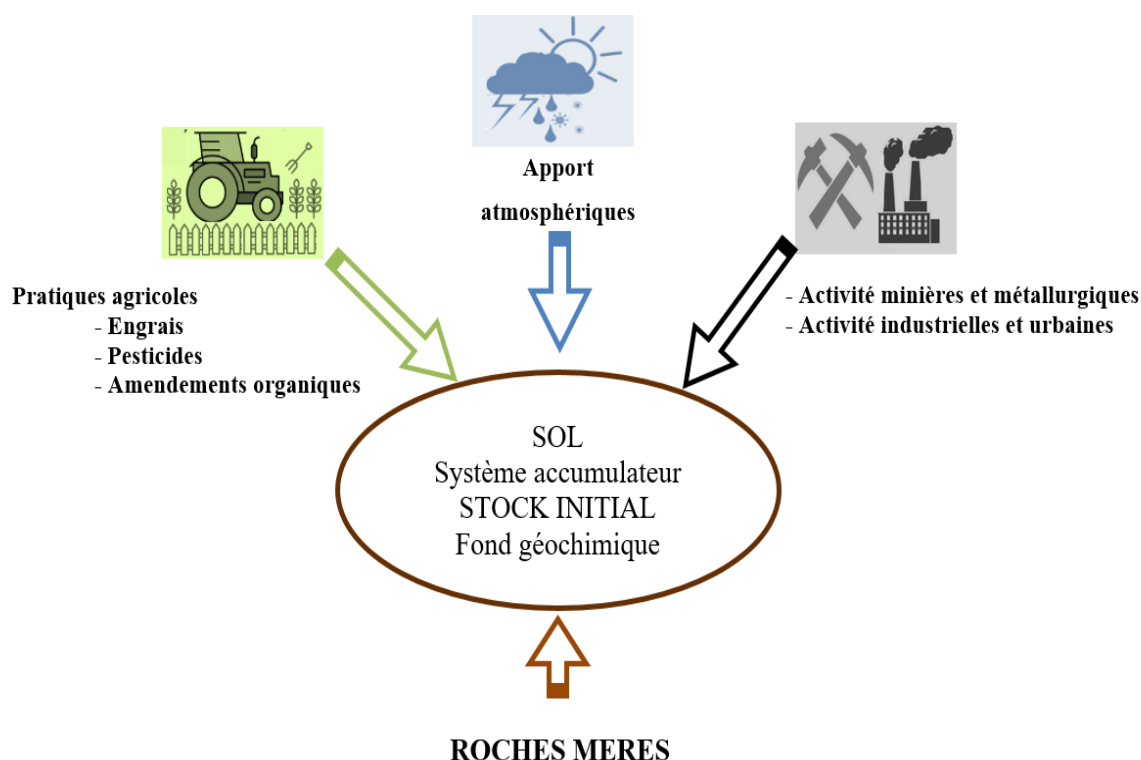 Apport
atmosphériques
Pratiques agricoles
- Engrais
- Pesticides
- Amendements organiques
- Activité minières et métallurgiques
- Activité industrielles et urbaines
SOL
Système accumulateur
STOCK INITIAL
Fond géochimique
ROCHES MERES